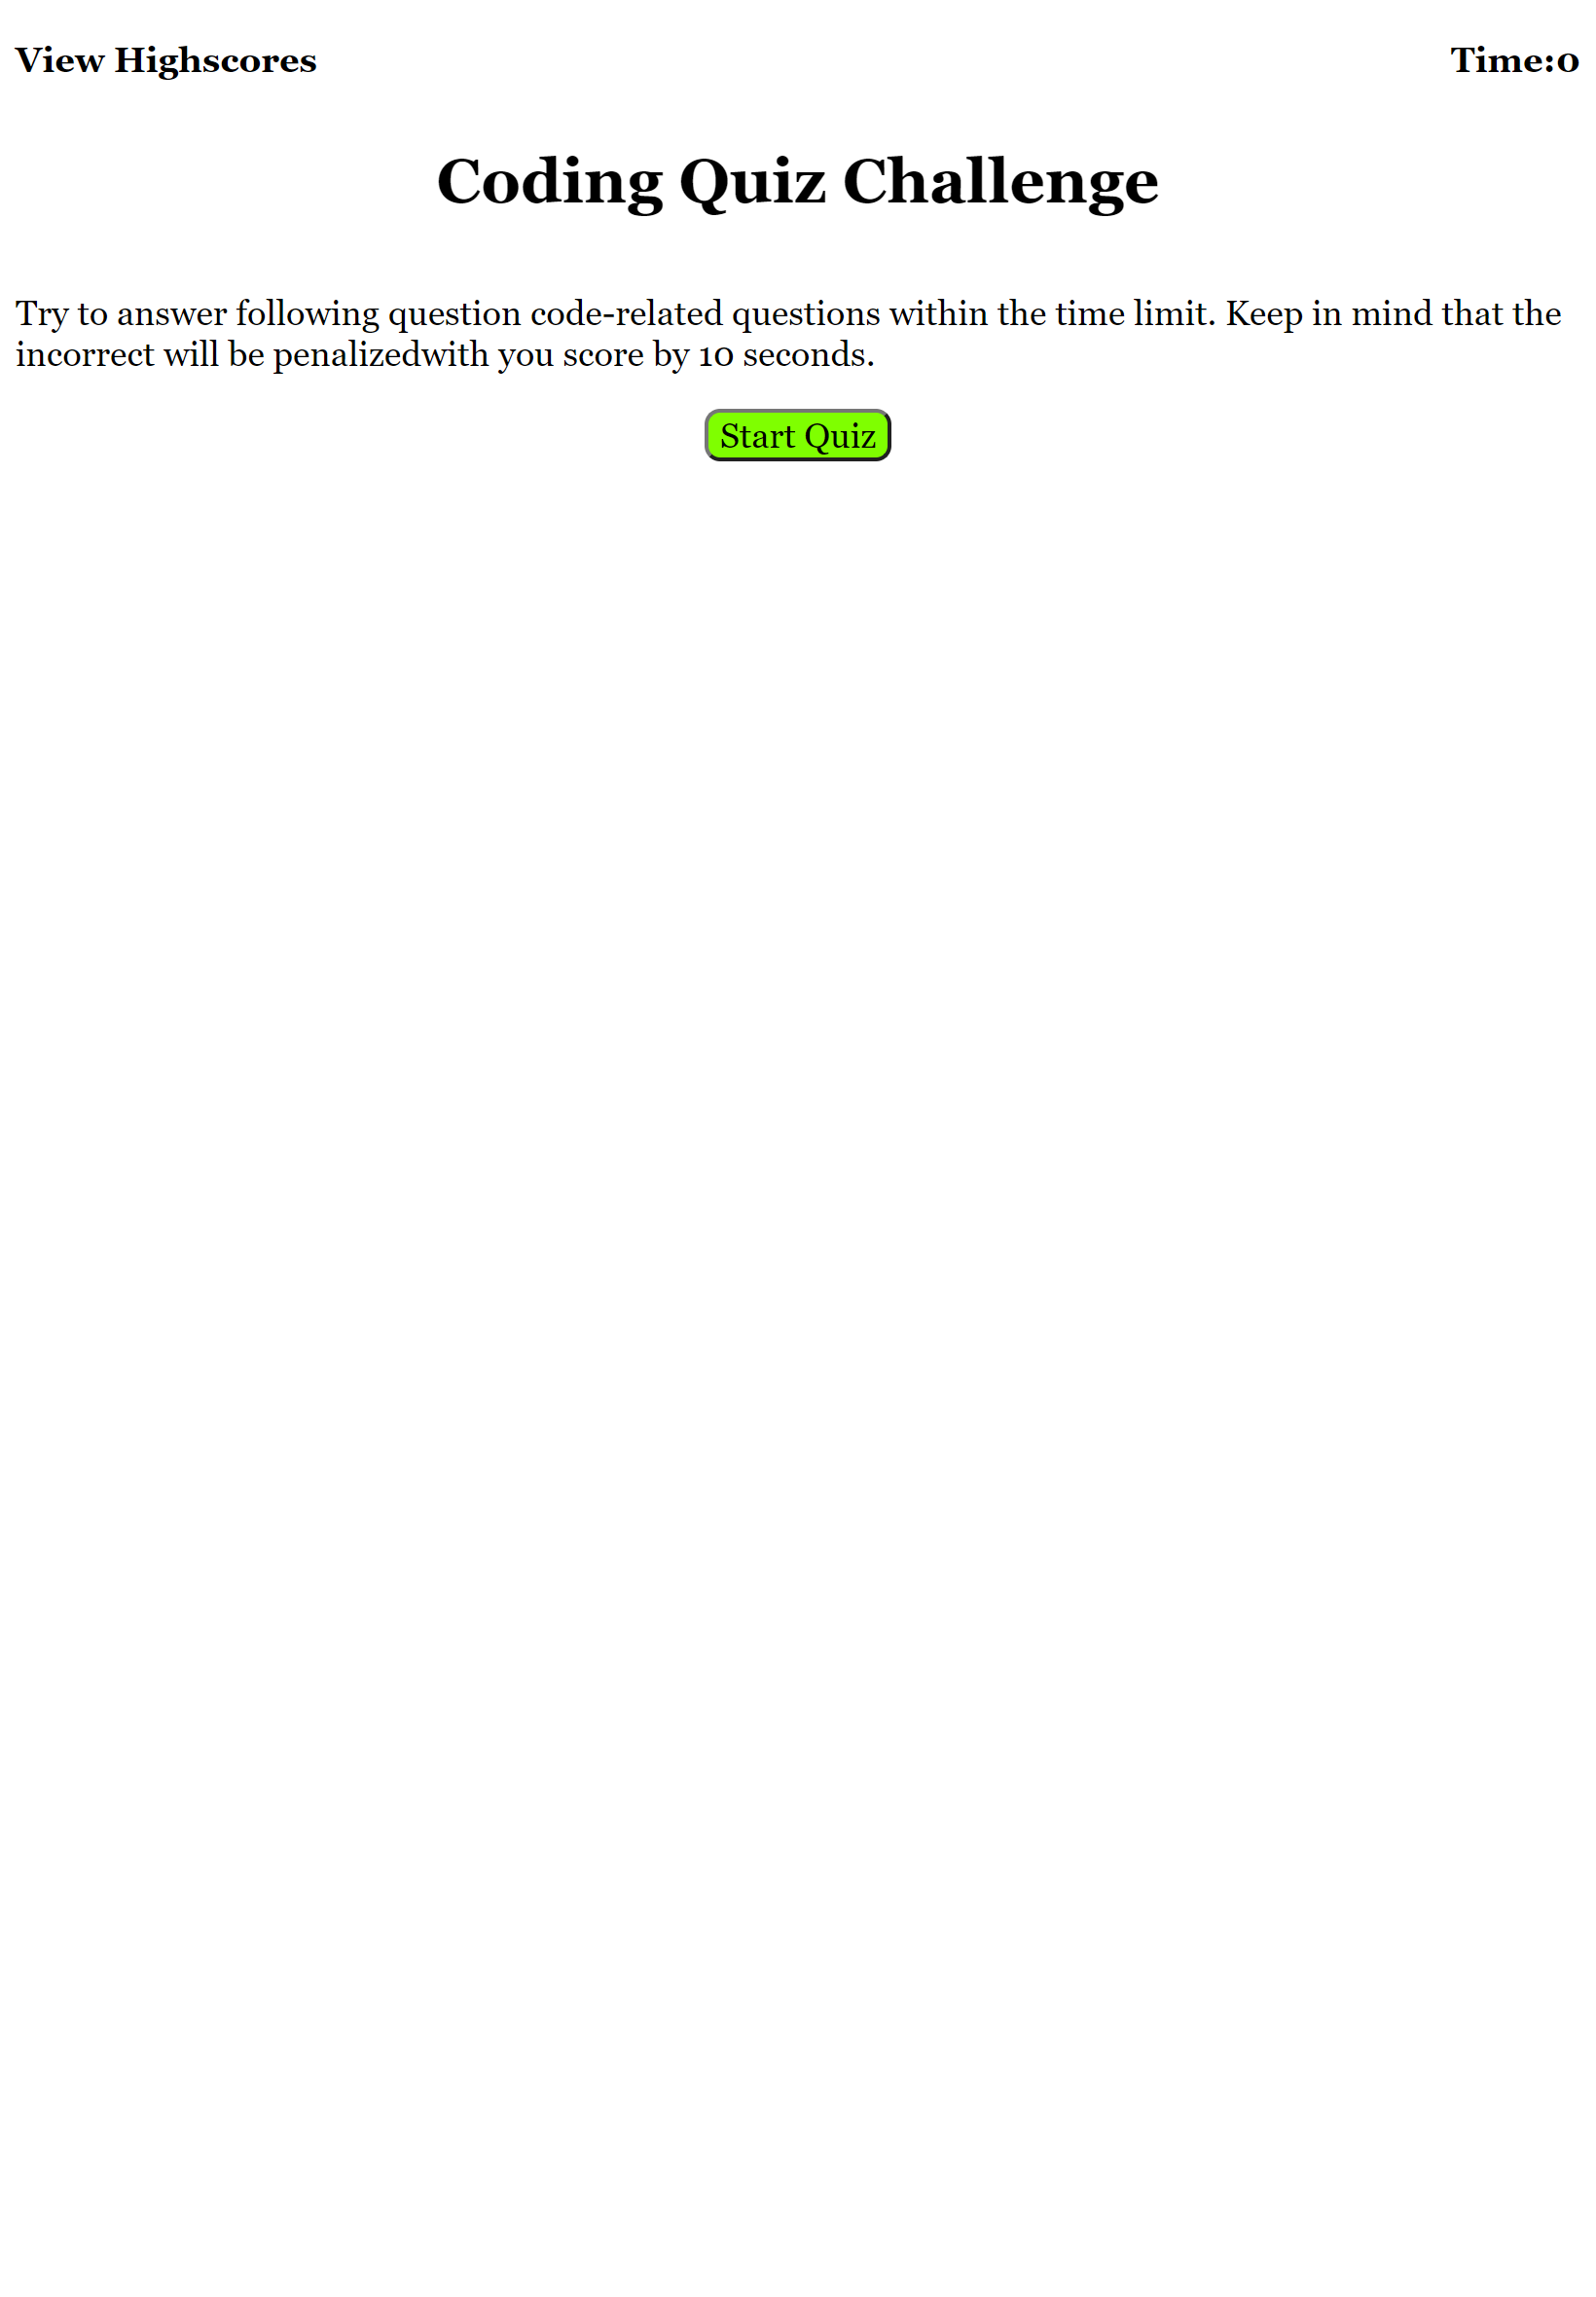 View Highscores
Time:0
Coding Quiz Challenge
Try to answer following question code-related questions within the time limit. Keep in mind that the
incorrect will be penalizedwith you score by 10 seconds.
Start Quiz